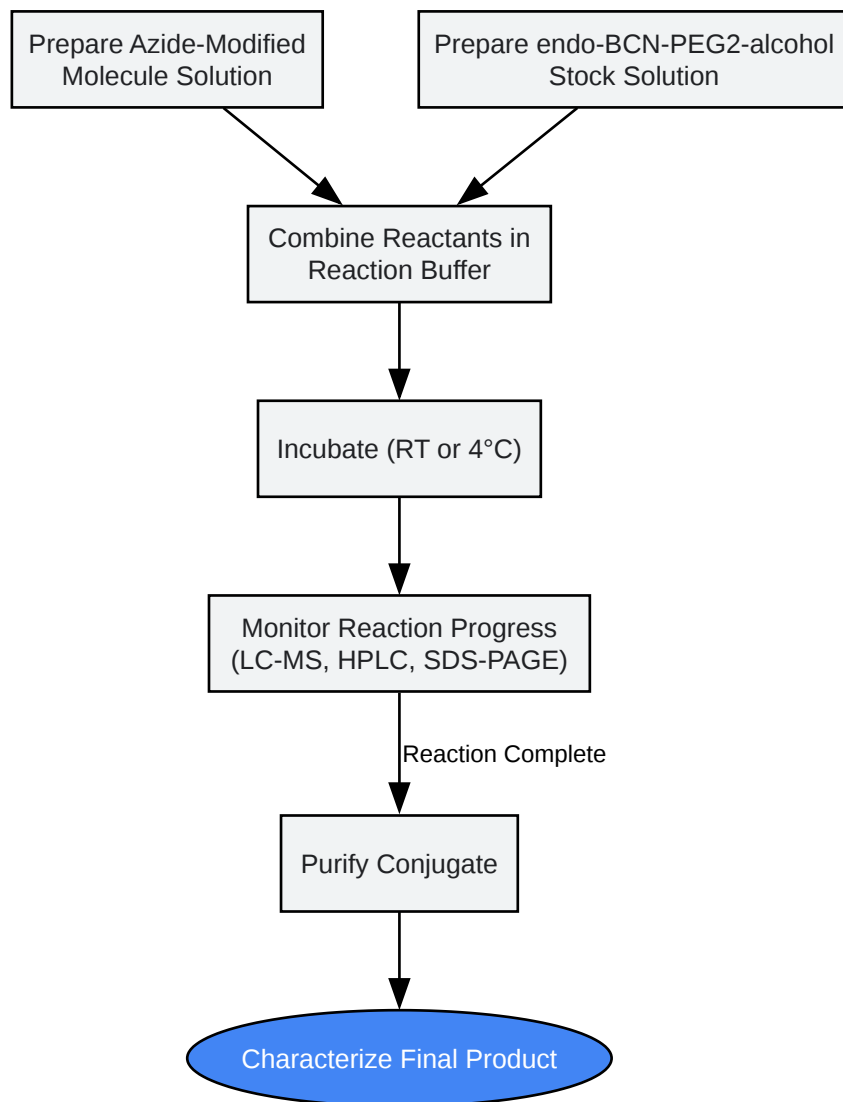 Prepare Azide-Modified
Molecule Solution
Prepare endo-BCN-PEG2-alcohol
Stock Solution
Combine Reactants in
Reaction Buffer
Incubate (RT or 4°C)
Monitor Reaction Progress
(LC-MS, HPLC, SDS-PAGE)
Reaction Complete
Purify Conjugate
Characterize Final Product